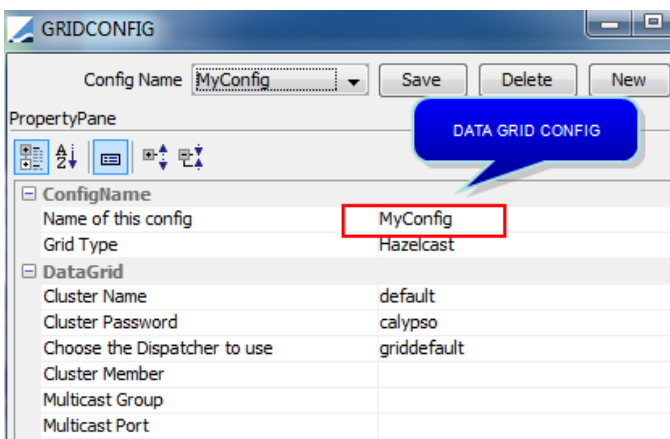 GRIDCONFIG
Config Name MyConfig Save Delete New
PropertyPane
DATA GRID CONFIG
ConfigName
Name of this config MyConfig
Grid Type Hazelcast
DataGrid
Cluster Name default
Cluster Password calypso
Choose the Dispatcher to use griddefault
Cluster Member
Multicast Group
Multicast Port